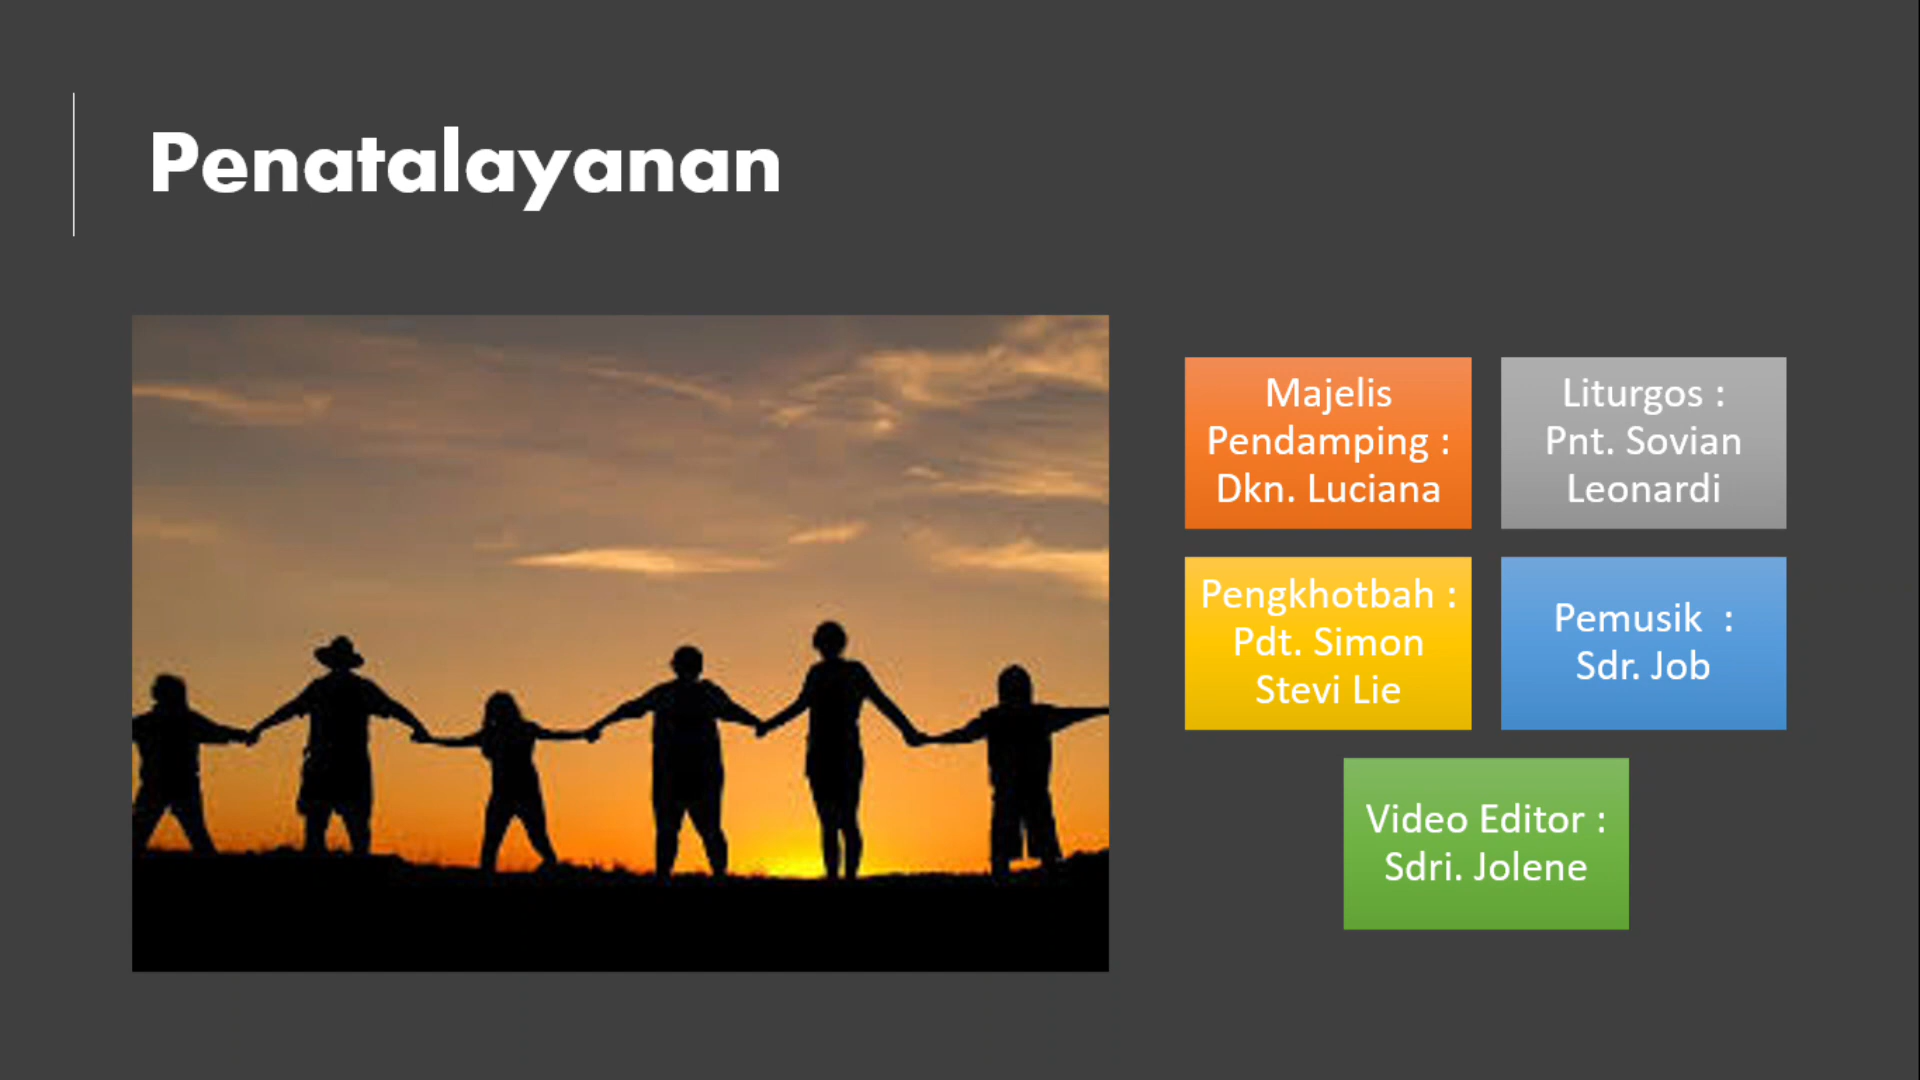 Penatalayanan
Majelis
Pendamping :
Dkn. Luciana
Liturgos :
Pnt. Sovian
Leonardi
Pengkhotbah :
Pdt. Simon
Stevi Lie
Pemusik  :
Sdr. Job
Video Editor :
Sdri. Jolene